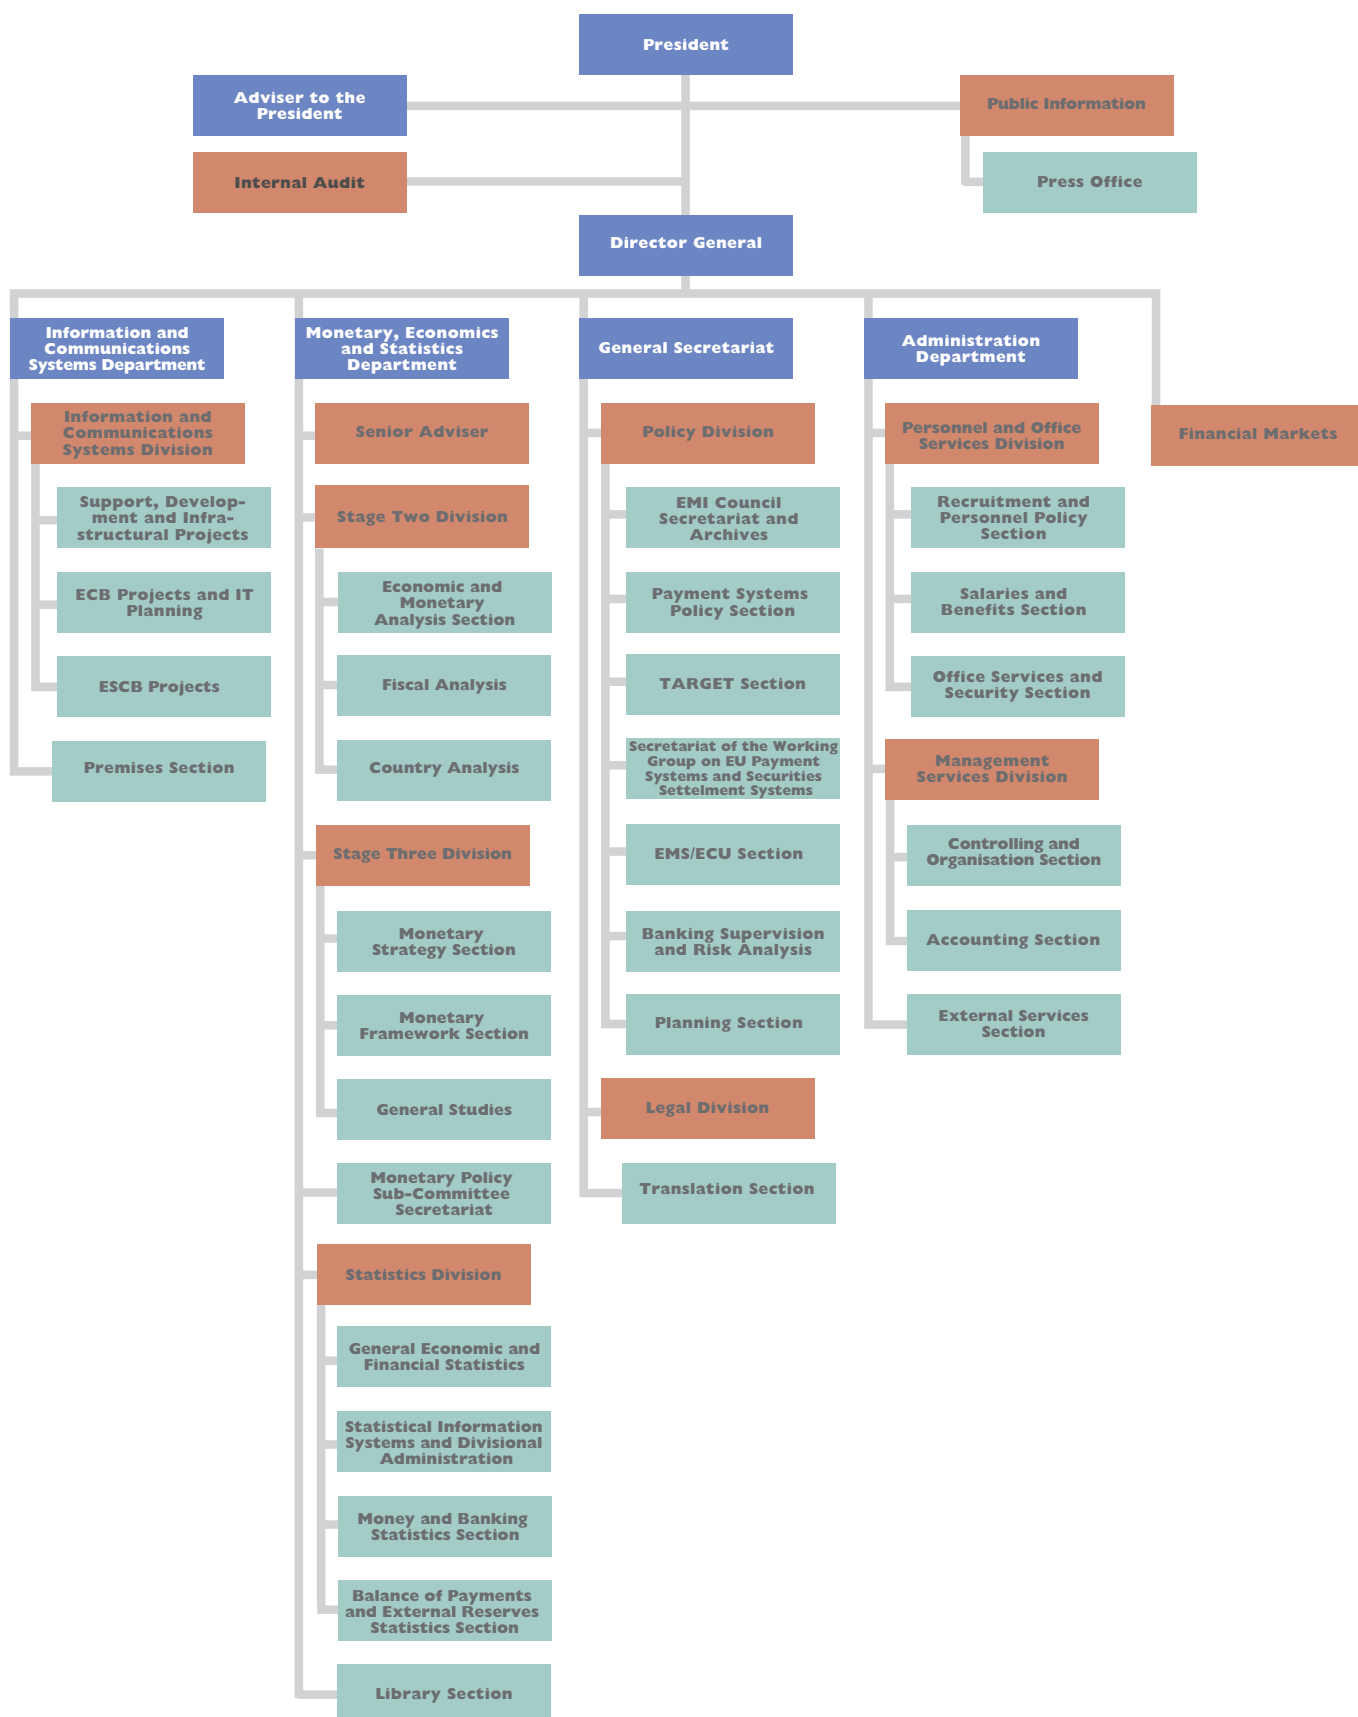 President
Adviser to the
President
Public Information
Internal Audit
Press Office
Director General
Information and
Communications
Systems Department
Information and
Communications
Systems Division
Support, Develop-
ment and Infra-
structural Projects
ECB Projects and IT
Planning
ESCB Projects
Premises Section
Monetary, Economics
and Statistics
Department
Senior Adviser
Stage Two Division
Economic and
Monetary
Analysis Section
Fiscal Analysis
Country Analysis
Stage Three Division
Monetary
Strategy Section
Monetary
Framework Section
General Studies
Monetary Policy
Sub-Committee
Secretariat
Statistics Division
General Economic and
Financial Statistics
Statistical Information
Systems and Divisional
Administration
Money and Banking
Statistics Section
Balance of Payments
and External Reserves
Statistics Section
Library Section
General Secretariat
Policy Division
EMI Council
Secretariat and
Archives
Payment Systems
Policy Section
TARGET Section
Secretariat of the Working
Group on EU Payment
Systems and Securities
Settelment Systems
EMS/ECU Section
Banking Supervision
and Risk Analysis
Planning Section
Legal Division
Translation Section
Administration
Department
Personnel and Office
Services Division
Recruitment and
Personnel Policy
Section
Salaries and
Benefits Section
Office Services and
Security Section
Management
Services Division
Controlling and
Organisation Section
Accounting Section
External Services
Section
Financial Markets